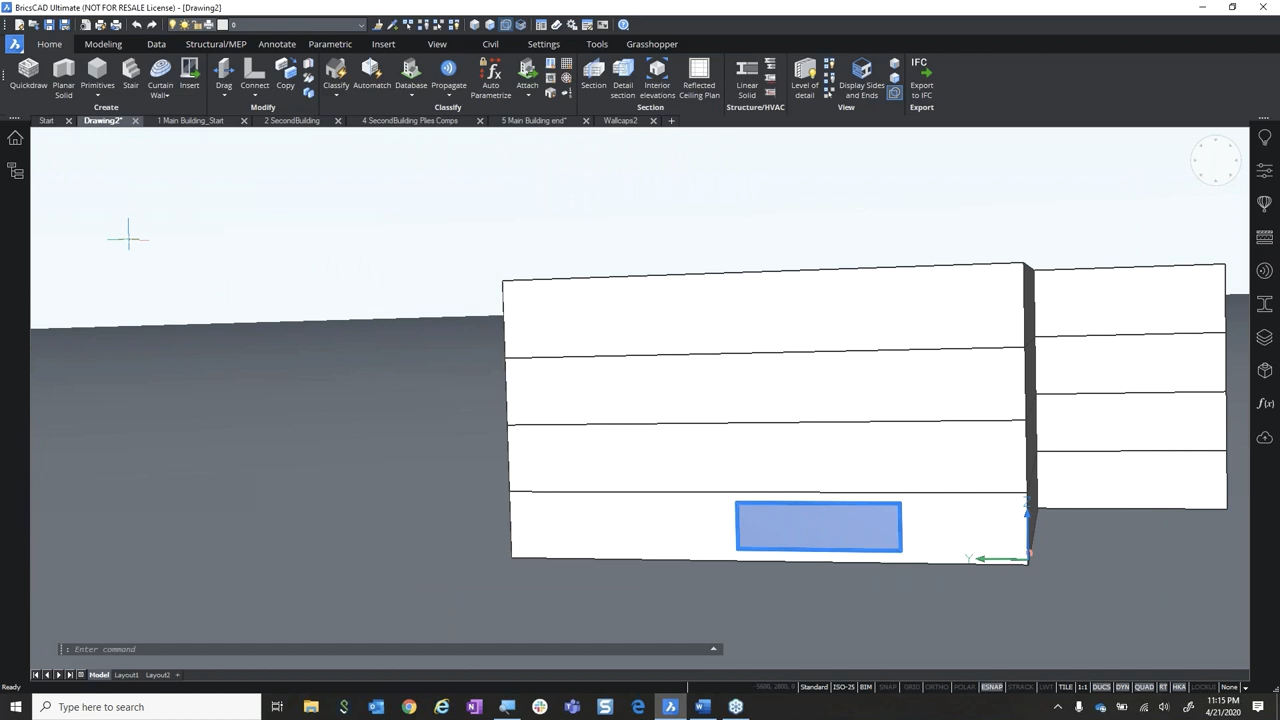 BricsCAD Ultimate (NOT FOR RESALE License) - [Drawing2]
0
Home Modeling Data Structural/MEP Annotate Parametric Insert View Civil Settings Tools Grasshopper
Quickdraw Planar Solid Primitives Stair Curtain Wall Insert Drag Connect Copy Classify Automatch Database Propagate Auto Parametrize Attach Section Detail section Interior elevations Reflected Ceiling Plan Linear Solid Level of detail Display Sides and Ends IFC Export to IFC
Create Modify Classify Section Structure/HVAC View Export
Start Drawing2* 1 Main Building_Start 2 SecondBuilding 4 SecondBuilding Plies Comps 5 Main Building end* Wallcaps2
Z
Y
: Enter command
Model Layout1 Layout2 +
Ready -5600, 2800, 0 Standard ISO-25 BIM SNAP GRID ORTHO POLAR ESNAP STRACK LWT TILE 1:1 DUCS DYN QUAD RT HKA LOCKUI None
Type here to search
11:15 PM
4/21/2020